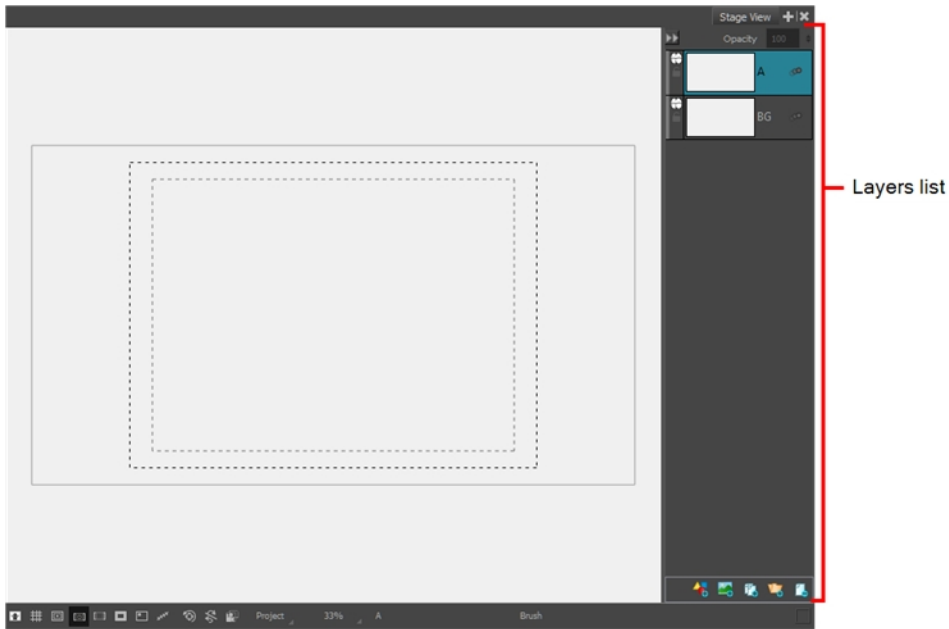 Stage View
Opacity 100
A
BG
Layers list
Project 33% A Brush